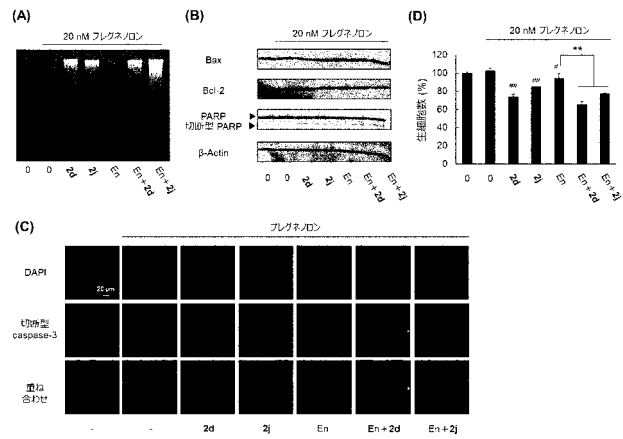 (A)
20 nM プレグネノロン
0 0 2d 2j En En+2d En+2j
(B)
20 nM プレグネノロン
Bax
Bcl-2
PARP
切断型 PARP
β-Actin
0 0 2d 2j En En+2d En+2j
(D)
20 nM プレグネノロン
生細胞数 (%)
120
100
80
60
40
20
0
## ## # **
0 0 2d 2j En En+2d En+2j
(C)
プレグネノロン
DAPI
20 μm
切断型
caspase-3
重ね
合わせ
- - 2d 2j En En+2d En+2j